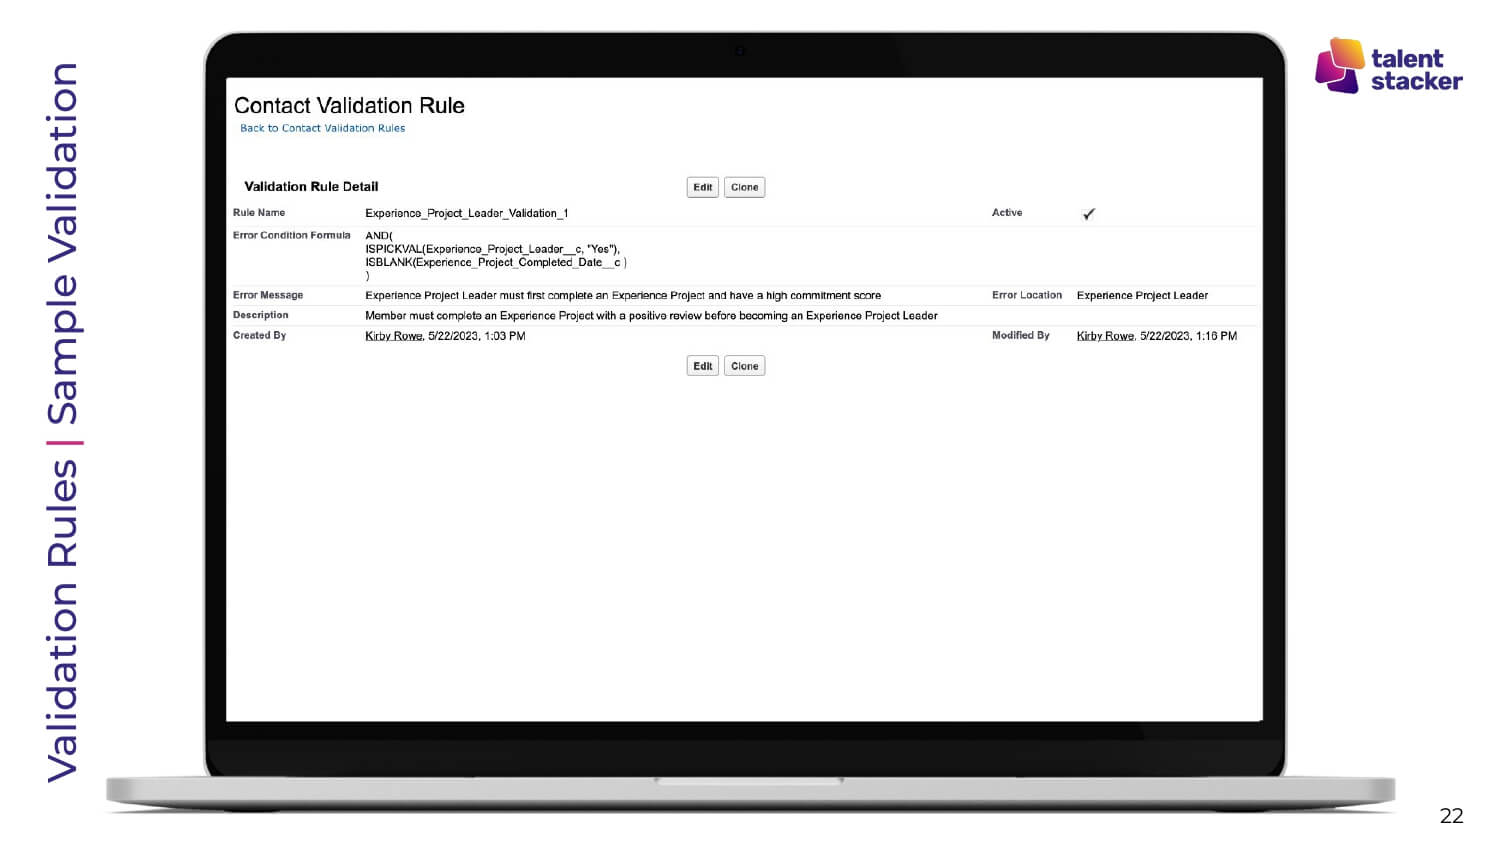 Validation Rules | Sample Validation
talent
stacker
Contact Validation Rule
Back to Contact Validation Rules
Validation Rule Detail
Edit Clone
Rule Name Experience_Project_Leader_Validation_1 Active
Error Condition Formula AND(
ISPICKVAL(Experience_Project_Leader__c, "Yes"),
ISBLANK(Experience_Project_Completed_Date__c )
)
Error Message Experience Project Leader must first complete an Experience Project and have a high commitment score Error Location Experience Project Leader
Description Member must complete an Experience Project with a positive review before becoming an Experience Project Leader
Created By Kirby Rowe, 5/22/2023, 1:03 PM Modified By Kirby Rowe, 5/22/2023, 1:16 PM
Edit Clone
22